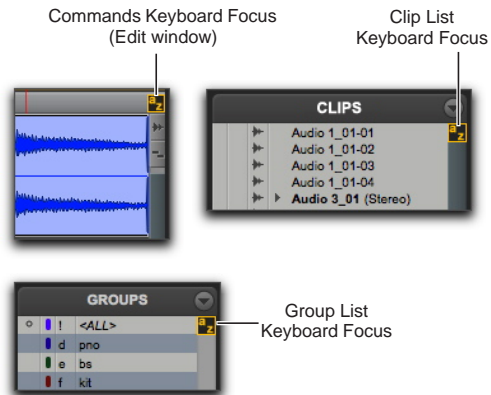 Commands Keyboard Focus
(Edit window)
Clip List
Keyboard Focus
a z
CLIPS
a z
Audio 1_01-01
Audio 1_01-02
Audio 1_01-03
Audio 1_01-04
Audio 3_01 (Stereo)
GROUPS
! <ALL>
a z
d pno
e bs
f kit
Group List
Keyboard Focus